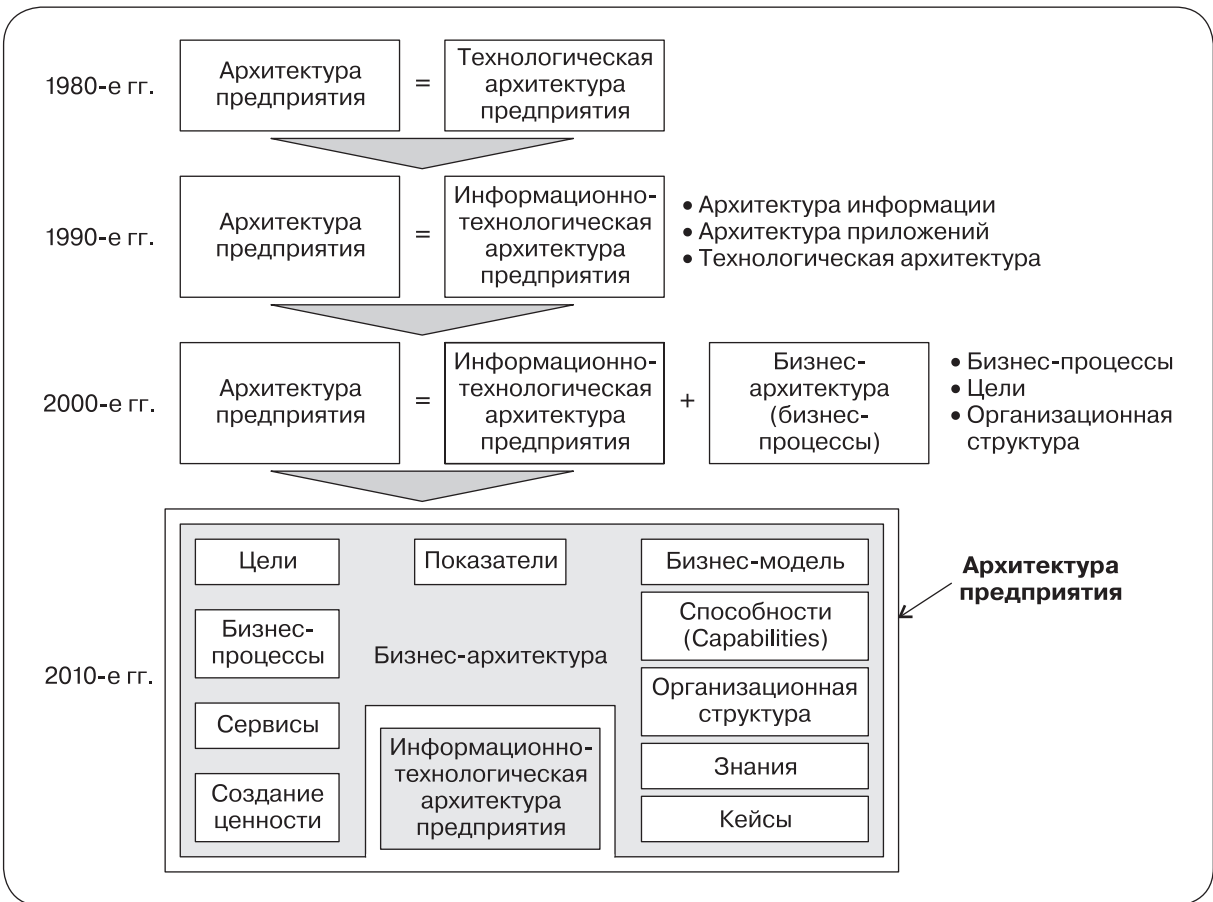 1980-е гг.
Архитектура
предприятия
=
Технологическая
архитектура
предприятия
1990-е гг.
Архитектура
предприятия
=
Информационно-
технологическая
архитектура
предприятия
• Архитектура информации
• Архитектура приложений
• Технологическая архитектура
2000-е гг.
Архитектура
предприятия
=
Информационно-
технологическая
архитектура
предприятия
+
Бизнес-
архитектура
(бизнес-
процессы)
• Бизнес-процессы
• Цели
• Организационная
структура
2010-е гг.
Цели
Бизнес-
процессы
Сервисы
Создание
ценности
Показатели
Бизнес-архитектура
Информационно-
технологическая
архитектура
предприятия
Бизнес-модель
Способности
(Capabilities)
Организационная
структура
Знания
Кейсы
Архитектура
предприятия